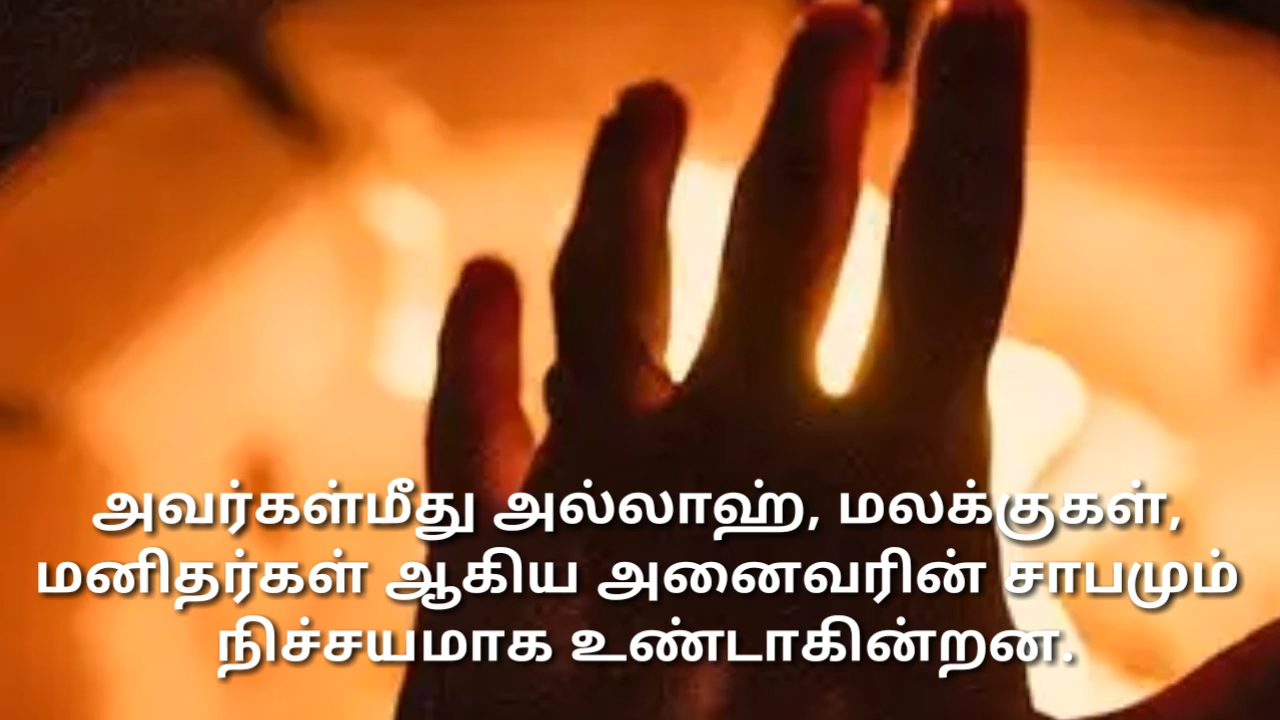 அவர்கள்மீது அல்லாஹ், மலக்குகள்,
மனிதர்கள் ஆகிய அனைவரின் சாபமும்
நிச்சயமாக உண்டாகின்றன.